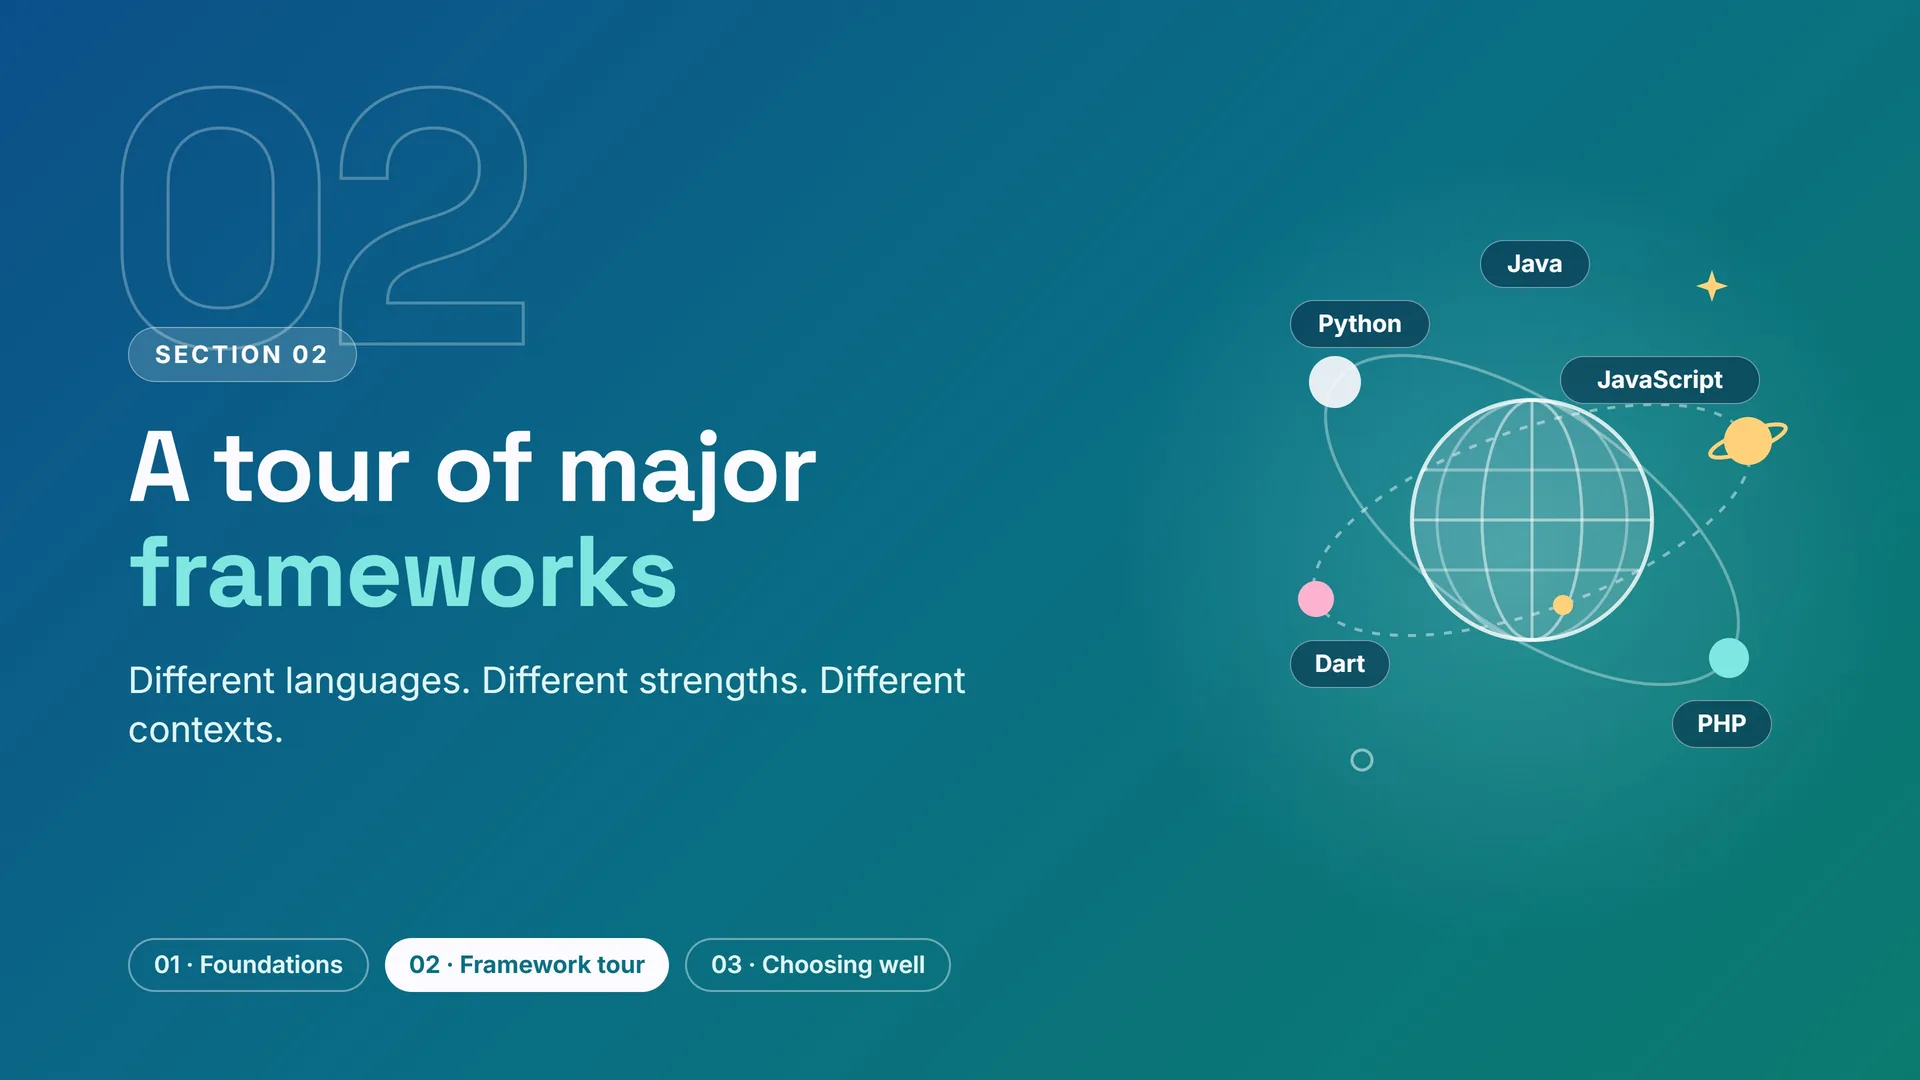 02
SECTION 02
A tour of major
frameworks
Different languages. Different strengths. Different
contexts.
Java
Python
JavaScript
Dart
PHP
01 · Foundations
02 · Framework tour
03 · Choosing well